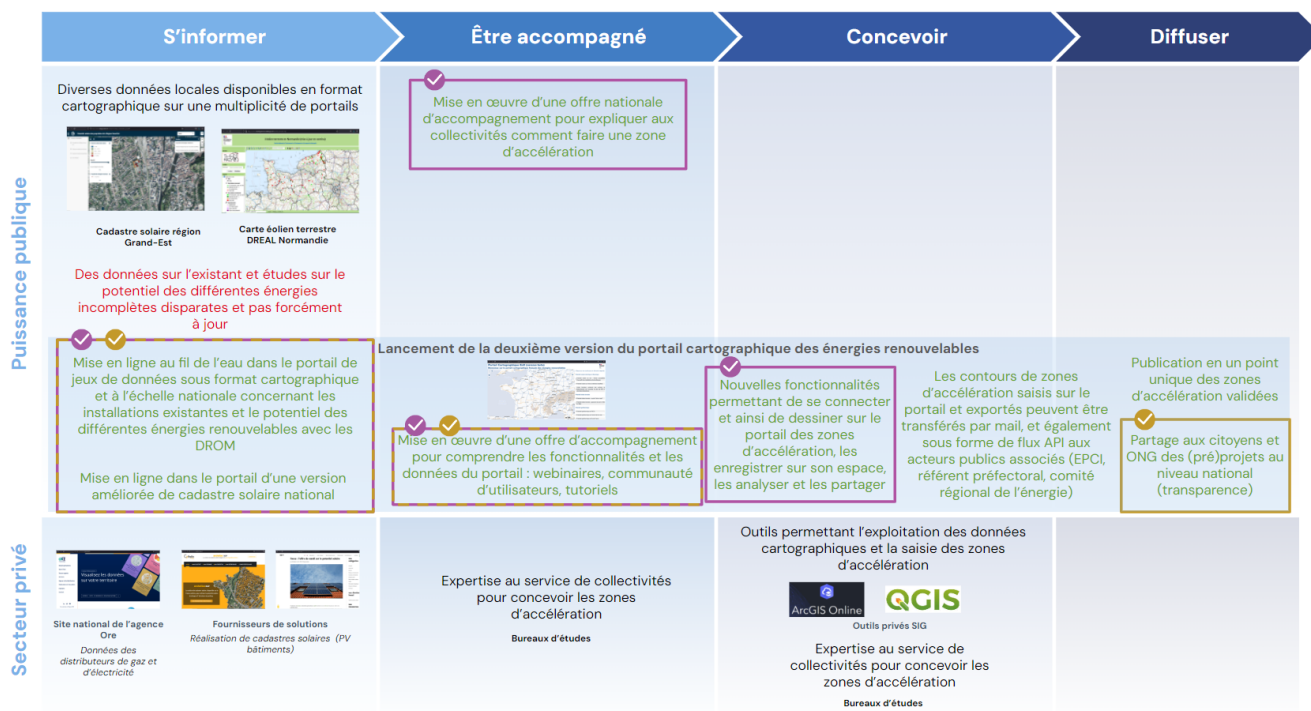 S'informer
Être accompagné
Concevoir
Diffuser
Puissance publique
Diverses données locales disponibles en format
cartographique sur une multiplicité de portails
Cadastre solaire région
Grand-Est
Carte éolien terrestre
DREAL Normandie
Des données sur l'existant et études sur le
potentiel des différentes énergies
incomplètes disparates et pas forcément
à jour
Mise en œuvre d'une offre nationale
d'accompagnement pour expliquer aux
collectivités comment faire une zone
d'accélération
Lancement de la deuxième version du portail cartographique des énergies renouvelables
Mise en ligne au fil de l'eau dans le portail de
jeux de données sous format cartographique
et à l'échelle nationale concernant les
installations existantes et le potentiel des
différentes énergies renouvelables avec les
DROM
Mise en ligne dans le portail d'une version
améliorée de cadastre solaire national
Mise en œuvre d'une offre d'accompagnement
pour comprendre les fonctionnalités et les
données du portail : webinaires, communauté
d'utilisateurs, tutoriels
Nouvelles fonctionnalités
permettant de se connecter
et ainsi de dessiner sur le
portail des zones
d'accélération, les
enregistrer sur son espace,
les analyser et les partager
Les contours de zones
d'accélération saisis sur le
portail et exportés peuvent être
transférés par mail, et également
sous forme de flux API aux
acteurs publics associés (EPCI,
référent préfectoral, comité
régional de l'énergie)
Publication en un point
unique des zones
d'accélération validées
Partage aux citoyens et
ONG des (pré)projets au
niveau national
(transparence)
Secteur privé
Visualisez les données
sur votre territoire
Site national de l'agence
Ore
Données des
distributeurs de gaz et
d'électricité
Fournisseurs de solutions
Réalisation de cadastres solaires (PV
bâtiments)
Expertise au service de collectivités
pour concevoir les zones
d'accélération
Bureaux d'études
Outils permettant l'exploitation des données
cartographiques et la saisie des zones
d'accélération
ArcGIS Online
QGIS
Outils privés SIG
Expertise au service de
collectivités pour concevoir les
zones d'accélération
Bureaux d'études